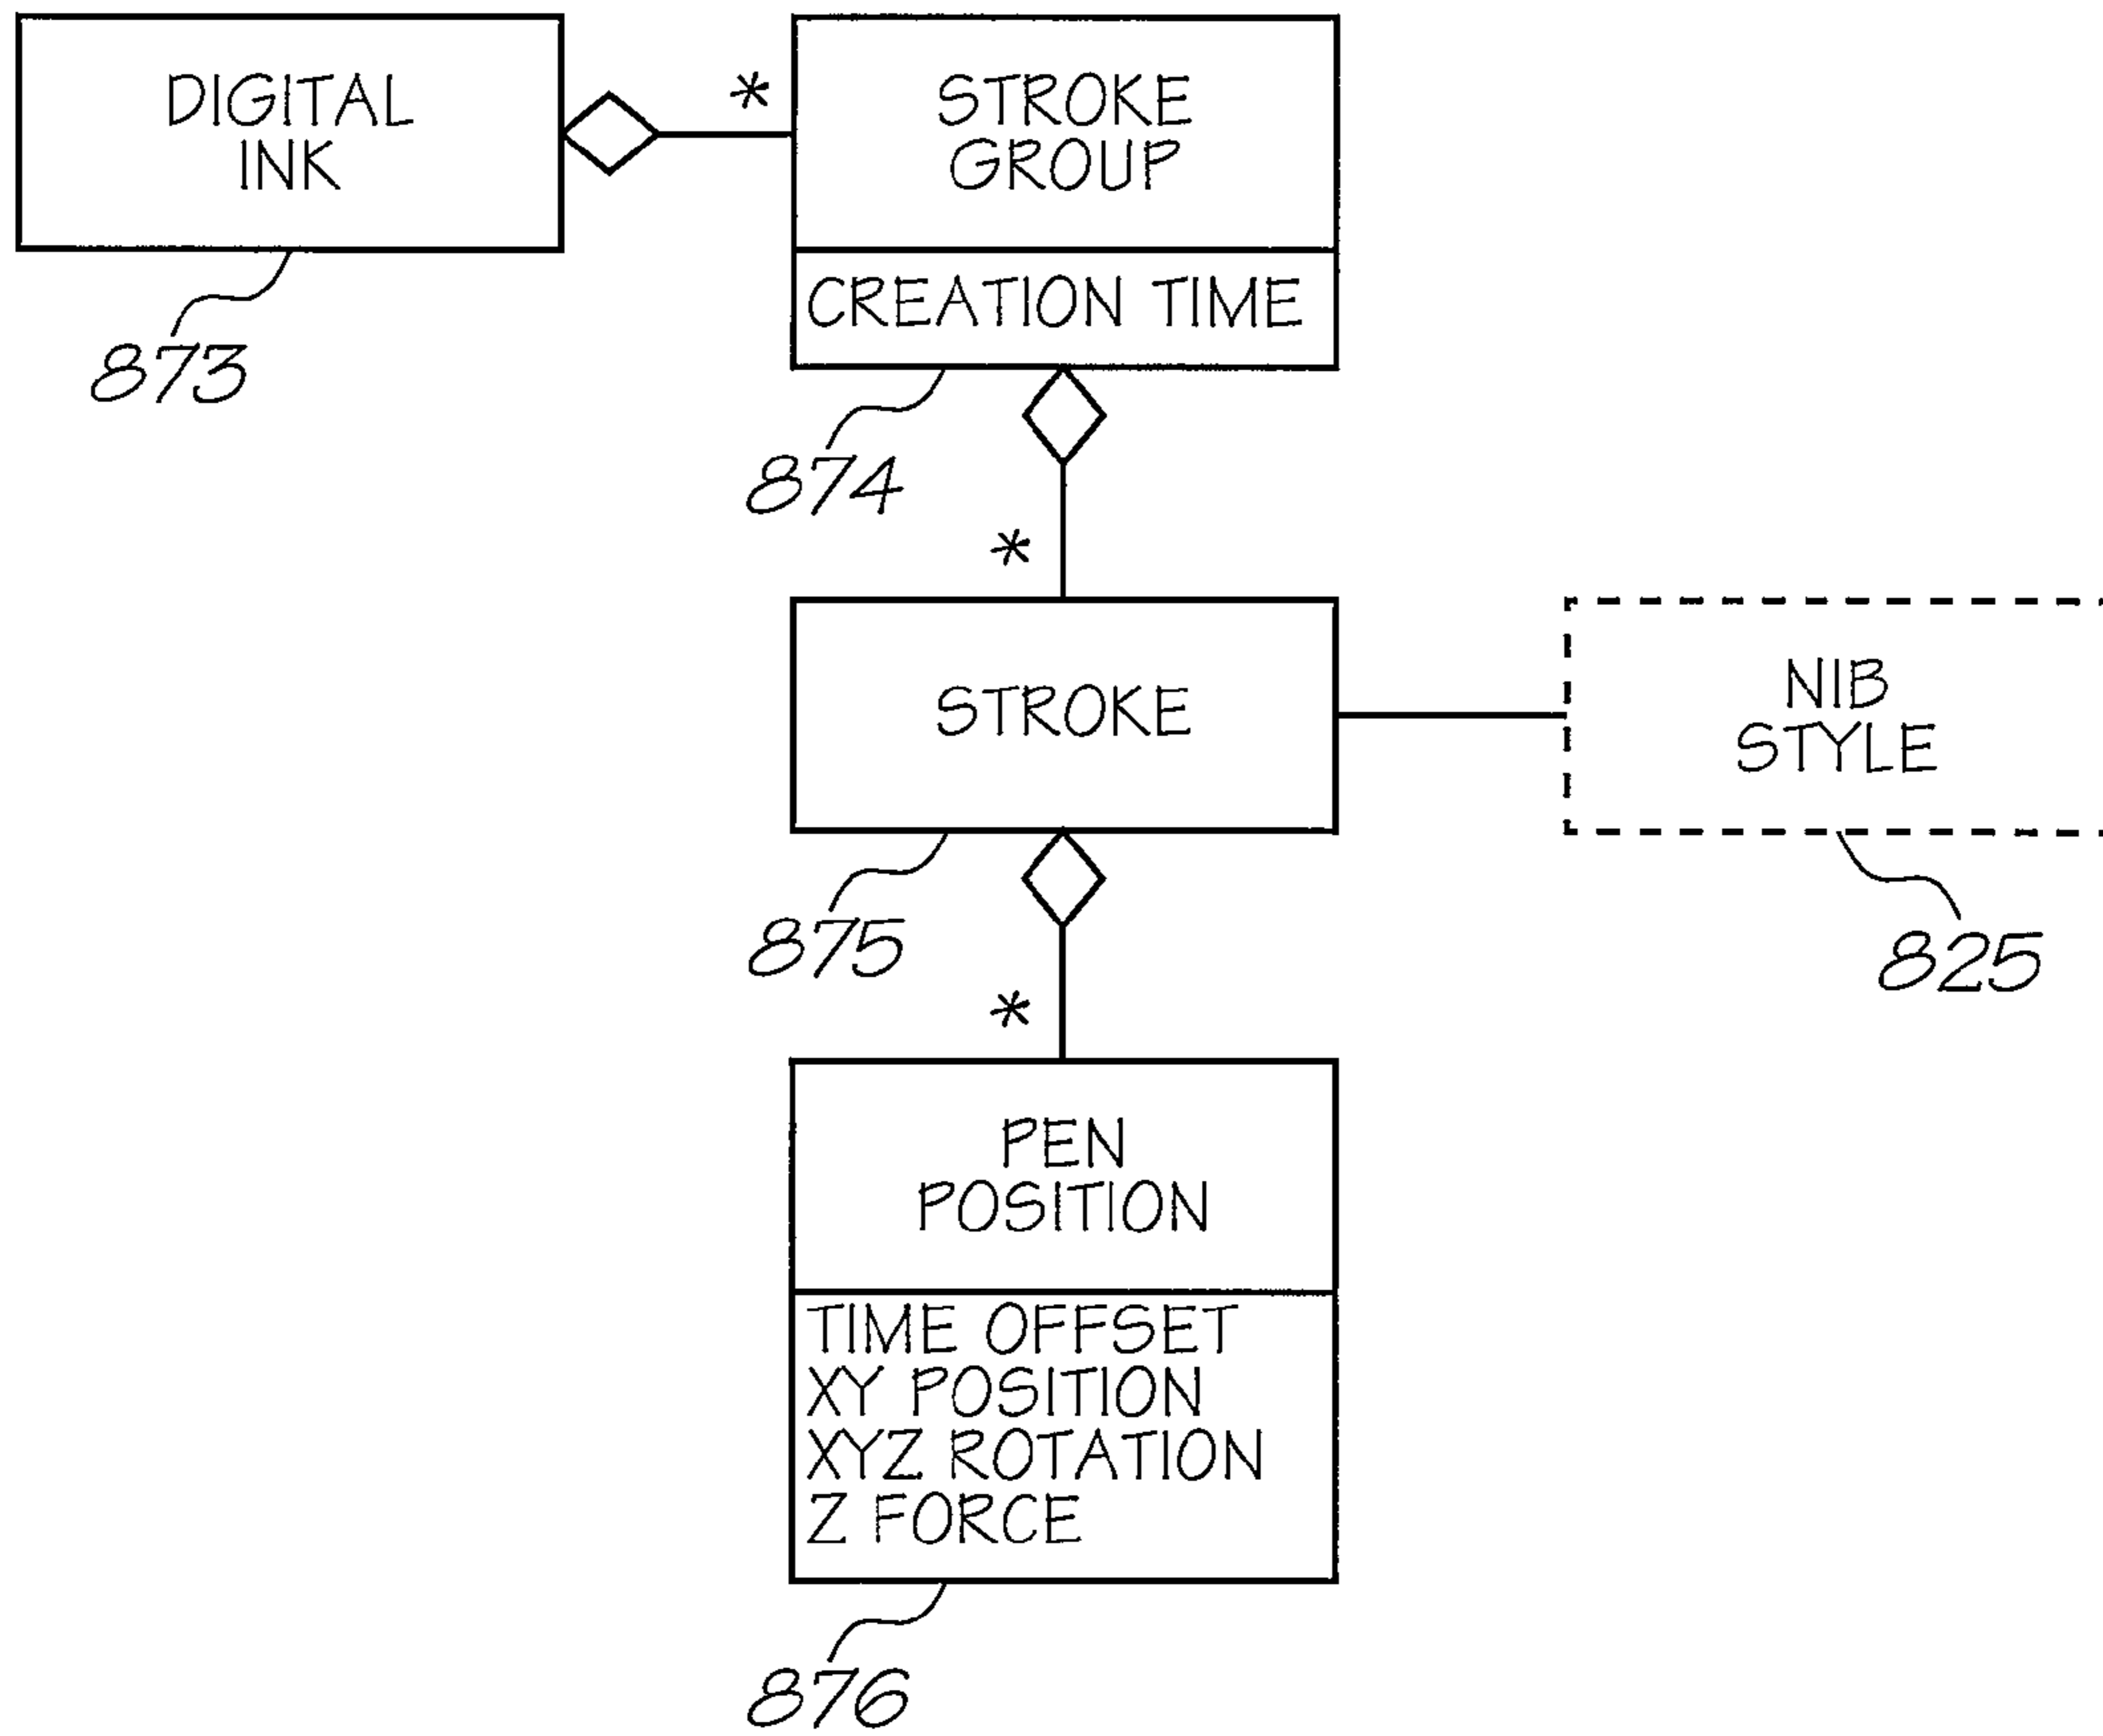 DIGITAL
INK
*
STROKE
GROUP
CREATION TIME
873
874
*
STROKE
NIB
STYLE
875
825
*
PEN
POSITION
TIME OFFSET
XY POSITION
XYZ ROTATION
Z FORCE
876